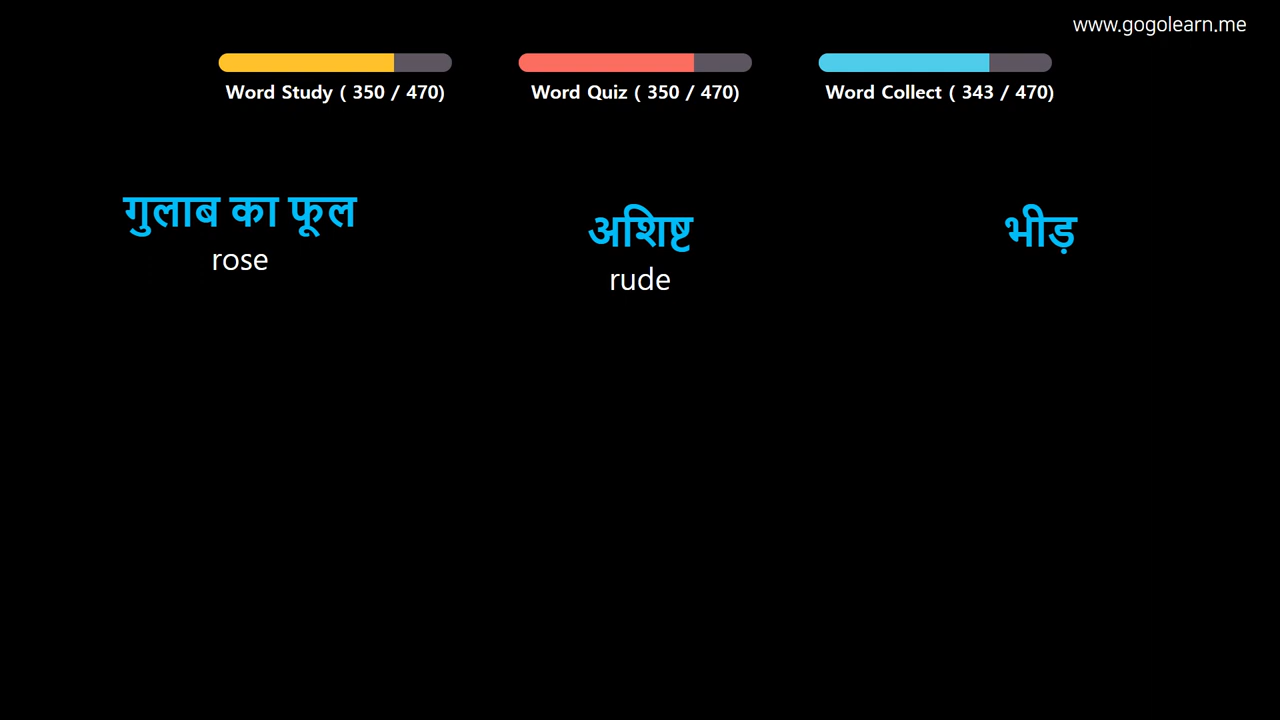 www.gogolearn.me
Word Study ( 350 / 470)
Word Quiz ( 350 / 470)
Word Collect ( 343 / 470)
गुलाब का फूल
rose
अशिष्ट
rude
भीड़